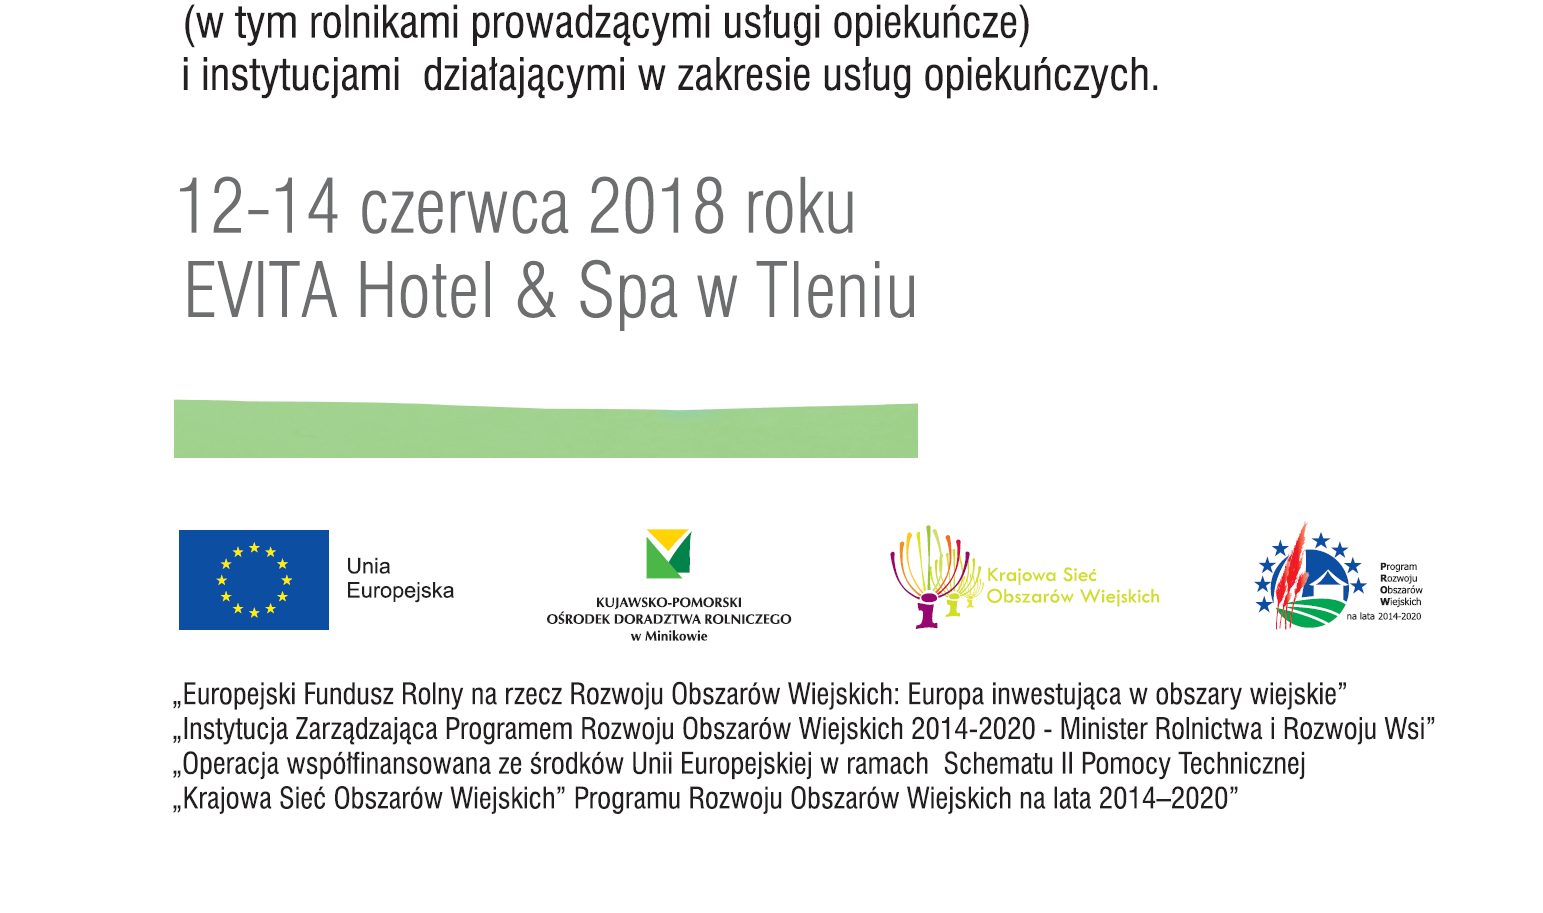 (w tym rolnikami prowadzącymi usługi opiekuńcze)
i instytucjami działającymi w zakresie usług opiekuńczych.
12-14 czerwca 2018 roku
EVITA Hotel & Spa w Tleniu
Unia
Europejska
KUJAWSKO-POMORSKI
OŚRODEK DORADZTWA ROLNICZEGO
w Minikowie
Krajowa Sieć
Obszarów Wiejskich
Program
Rozwoju
Obszarów
Wiejskich
na lata 2014-2020
„Europejski Fundusz Rolny na rzecz Rozwoju Obszarów Wiejskich: Europa inwestująca w obszary wiejskie”
„Instytucja Zarządzająca Programem Rozwoju Obszarów Wiejskich 2014-2020 - Minister Rolnictwa i Rozwoju Wsi”
„Operacja współfinansowana ze środków Unii Europejskiej w ramach Schematu II Pomocy Technicznej
„Krajowa Sieć Obszarów Wiejskich” Programu Rozwoju Obszarów Wiejskich na lata 2014–2020”